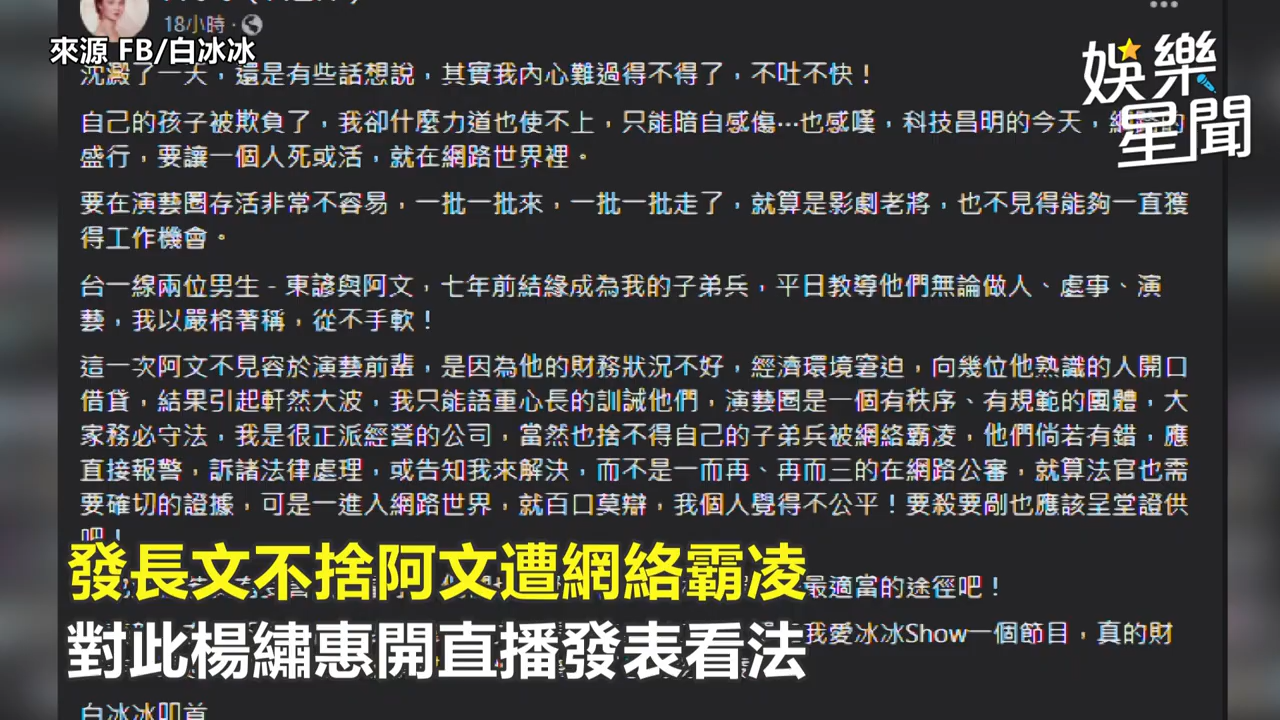 18小時
來源 FB/白冰冰
娛樂星聞
沈澱了一天，還是有些話想說，其實我內心難過得不得了，不吐不快！
自己的孩子被欺負了，我卻什麼力道也使不上，只能暗自感傷…也感嘆，科技昌明的今天，網路的
盛行，要讓一個人死或活，就在網路世界裡。
要在演藝圈存活非常不容易，一批一批來，一批一批走了，就算是影劇老將，也不見得能夠一直獲
得工作機會。
台一線兩位男生 - 東諺與阿文，七年前結緣成為我的子弟兵，平日教導他們無論做人、處事、演
藝，我以嚴格著稱，從不手軟！
這一次阿文不見容於演藝前輩，是因為他的財務狀況不好，經濟環境窘迫，向幾位他熟識的人開口
借貸，結果引起軒然大波，我只能語重心長的訓誡他們，演藝圈是一個有秩序、有規範的團體，大
家務必守法，我是很正派經營的公司，當然也捨不得自己的子弟兵被網絡霸凌，他們倘若有錯，應
直接報警，訴諸法律處理，或告知我來解決，而不是一而再、再而三的在網路公審，就算法官也需
要確切的證據，可是一進入網路世界，就百口莫辯，我個人覺得不公平！要殺要剮也應該呈堂證供
吧！
最適當的途徑吧！
我愛冰冰Show一個節目，真的財
白冰冰叩首
發長文不捨阿文遭網絡霸凌
對此楊繡惠開直播發表看法